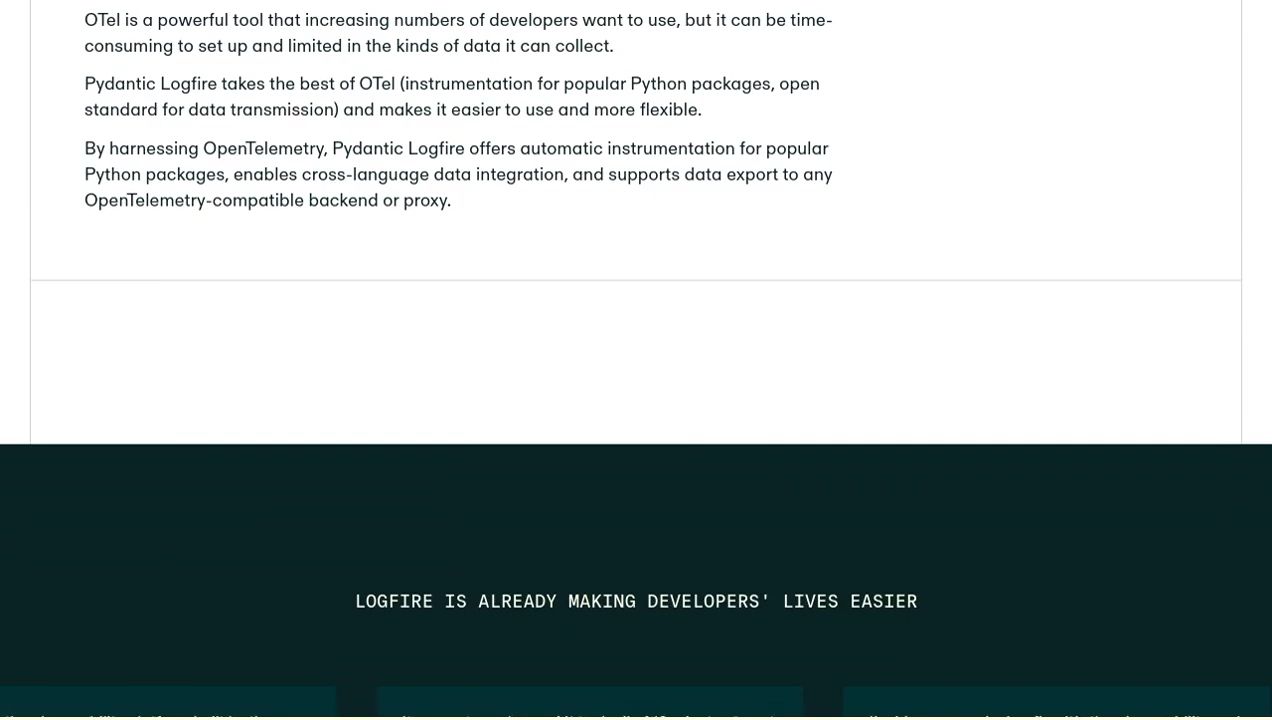 OTel is a powerful tool that increasing numbers of developers want to use, but it can be time-
consuming to set up and limited in the kinds of data it can collect.
Pydantic Logfire takes the best of OTel (instrumentation for popular Python packages, open
standard for data transmission) and makes it easier to use and more flexible.
By harnessing OpenTelemetry, Pydantic Logfire offers automatic instrumentation for popular
Python packages, enables cross-language data integration, and supports data export to any
OpenTelemetry-compatible backend or proxy.
LOGFIRE IS ALREADY MAKING DEVELOPERS' LIVES EASIER